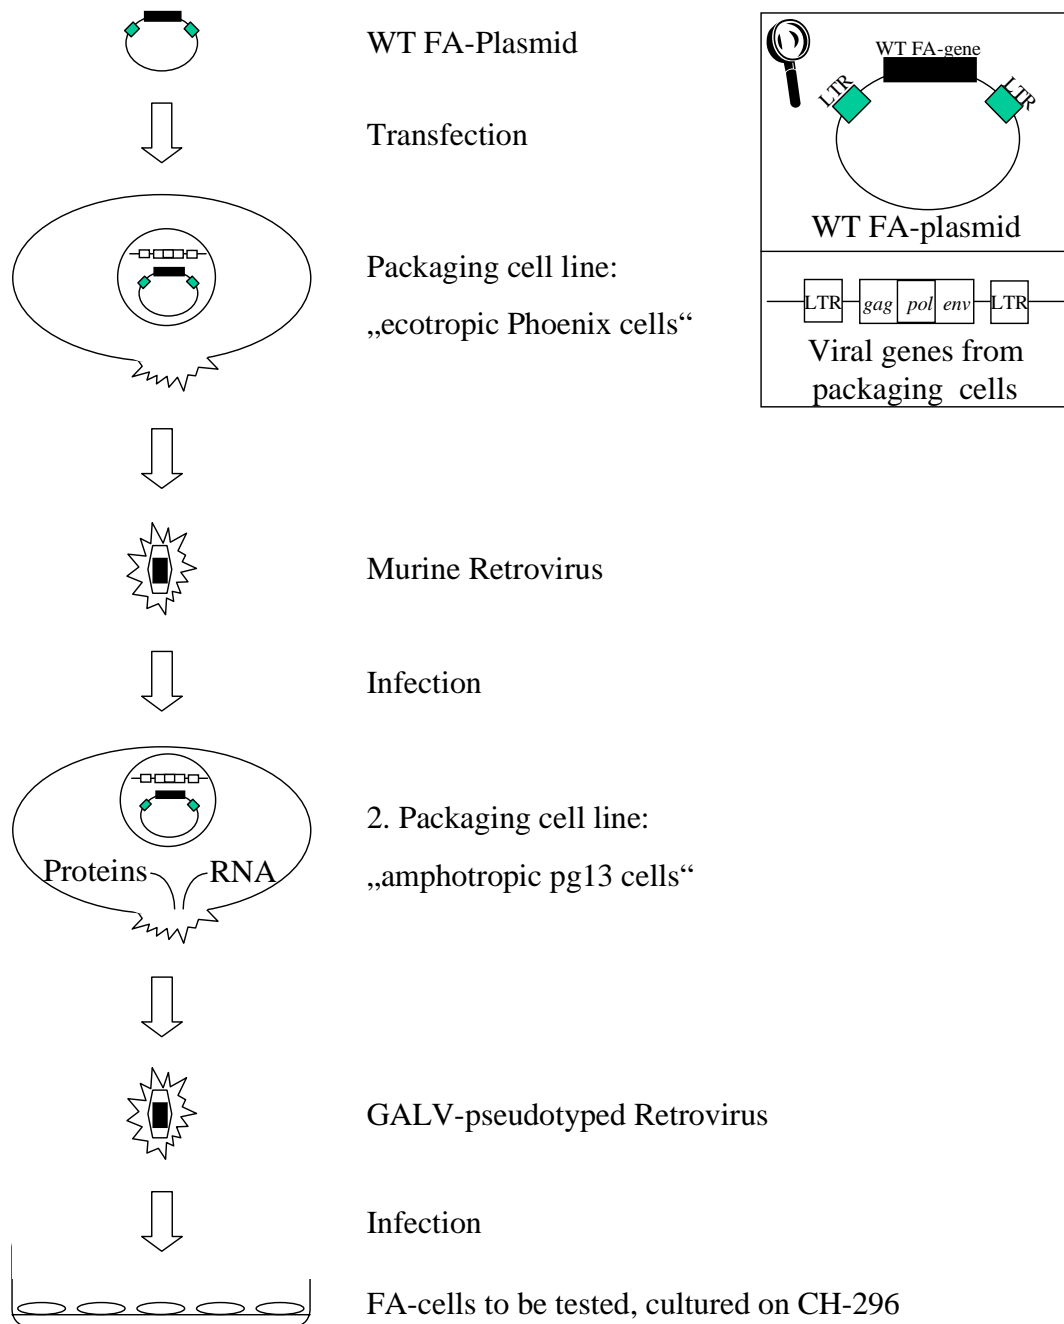 WT FA-Plasmid
Transfection
Packaging cell line:
„ecotropic Phoenix cells“
Murine Retrovirus
Infection
2. Packaging cell line:
„amphotropic pg13 cells“
Proteins
RNA
GALV-pseudotyped Retrovirus
Infection
FA-cells to be tested, cultured on CH-296
WT FA-gene
LTR
LTR
WT FA-plasmid
LTR gag pol env LTR
Viral genes from
packaging cells